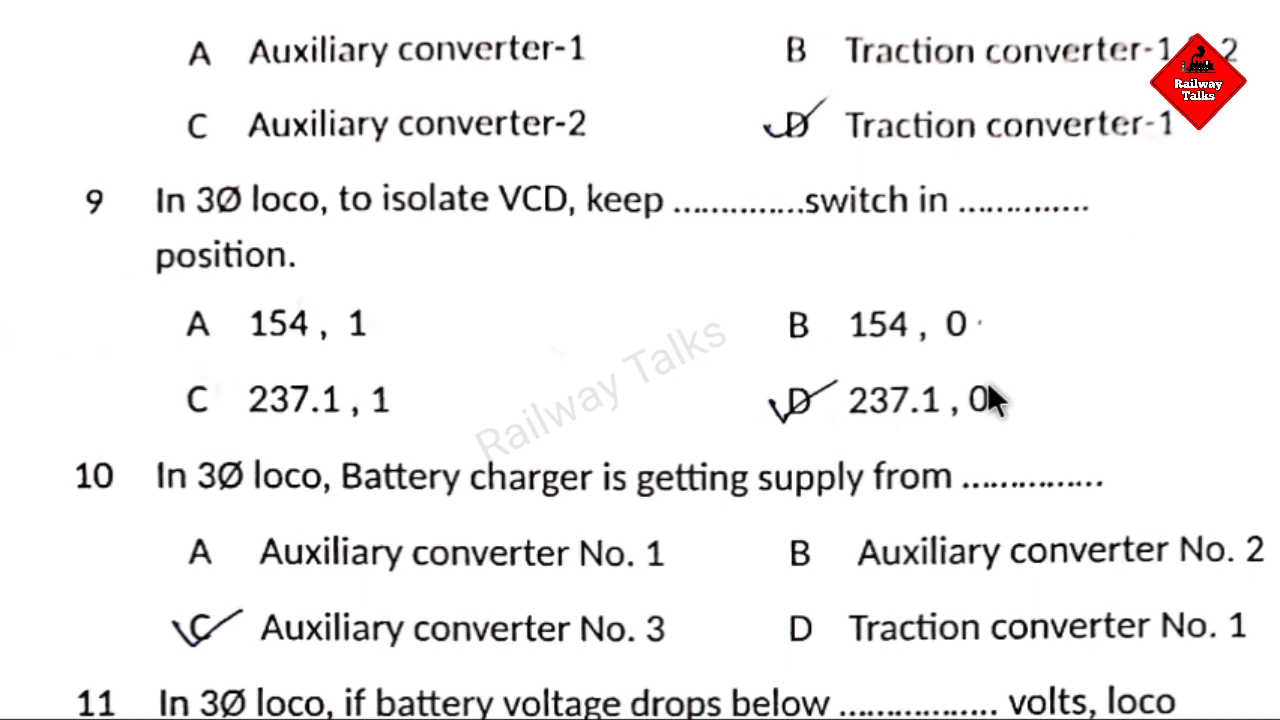 A Auxiliary converter-1 B Traction converter-1 2
C Auxiliary converter-2 D Traction converter-1
Railway
Talks
9 In 3Ø loco, to isolate VCD, keep ..............switch in ..............
position.
A 154 , 1 B 154 , 0
C 237.1 , 1 D 237.1 , 0
Railway Talks
10 In 3Ø loco, Battery charger is getting supply from ...............
A Auxiliary converter No. 1 B Auxiliary converter No. 2
C Auxiliary converter No. 3 D Traction converter No. 1
11 In 3Ø loco, if battery voltage drops below ................. volts, loco